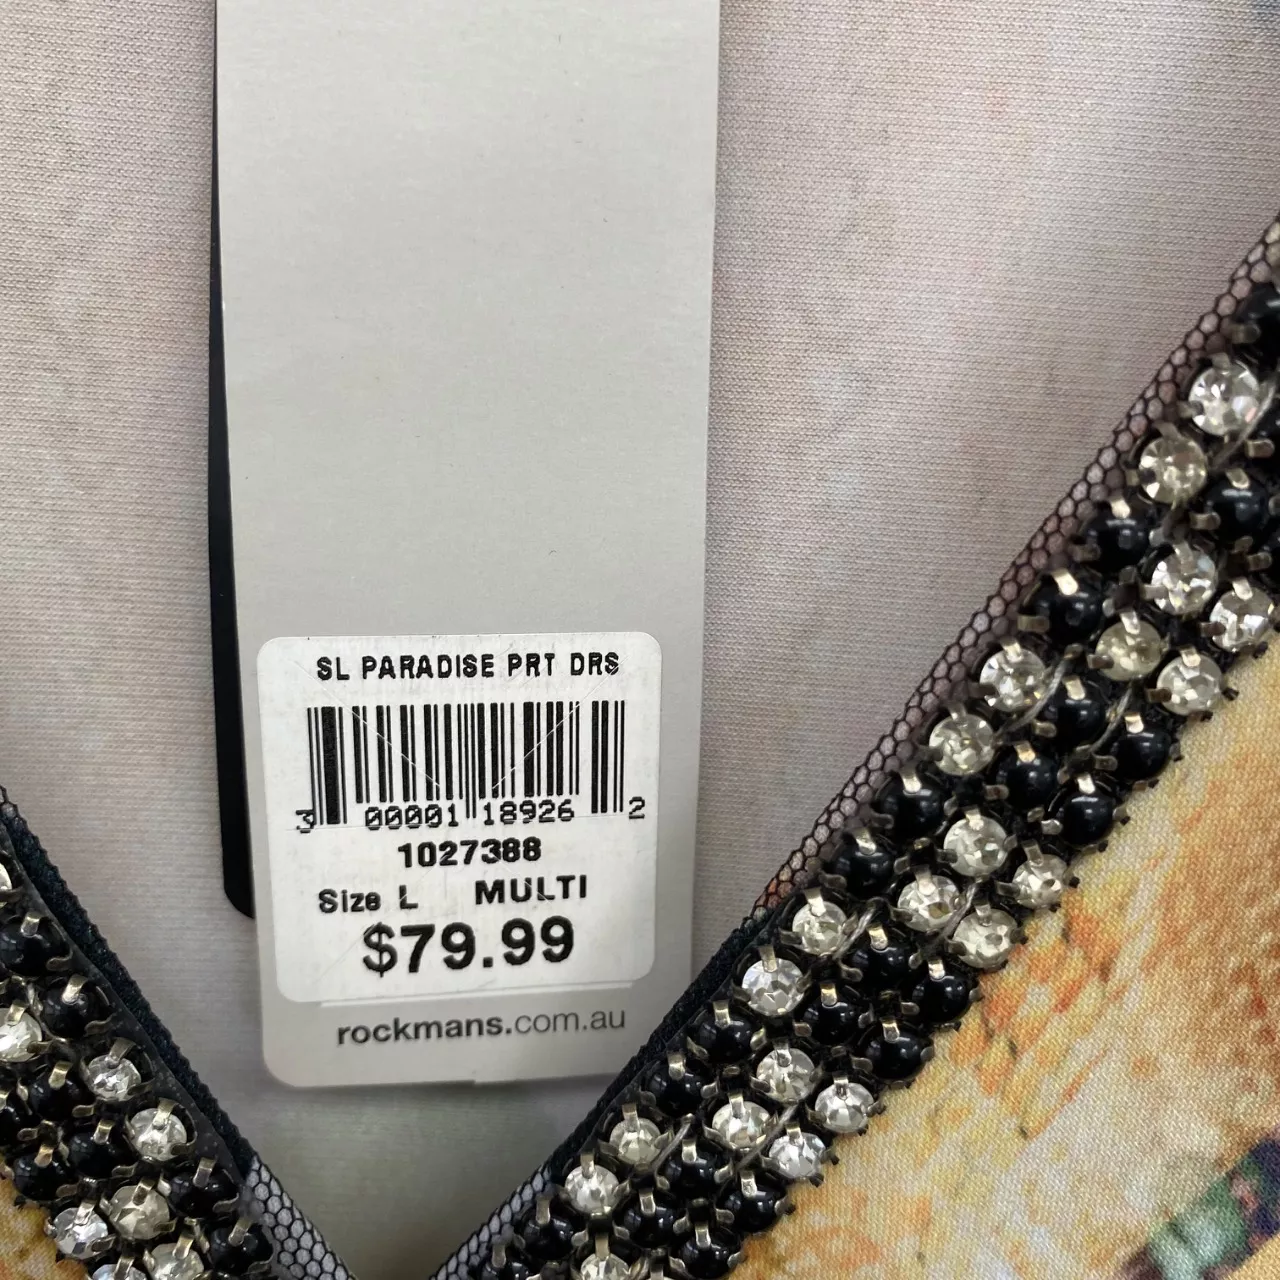 SL PARADISE PRT DRS
3 00001 18926 2
1027388
Size L MULTI
$79.99
rockmans.com.au